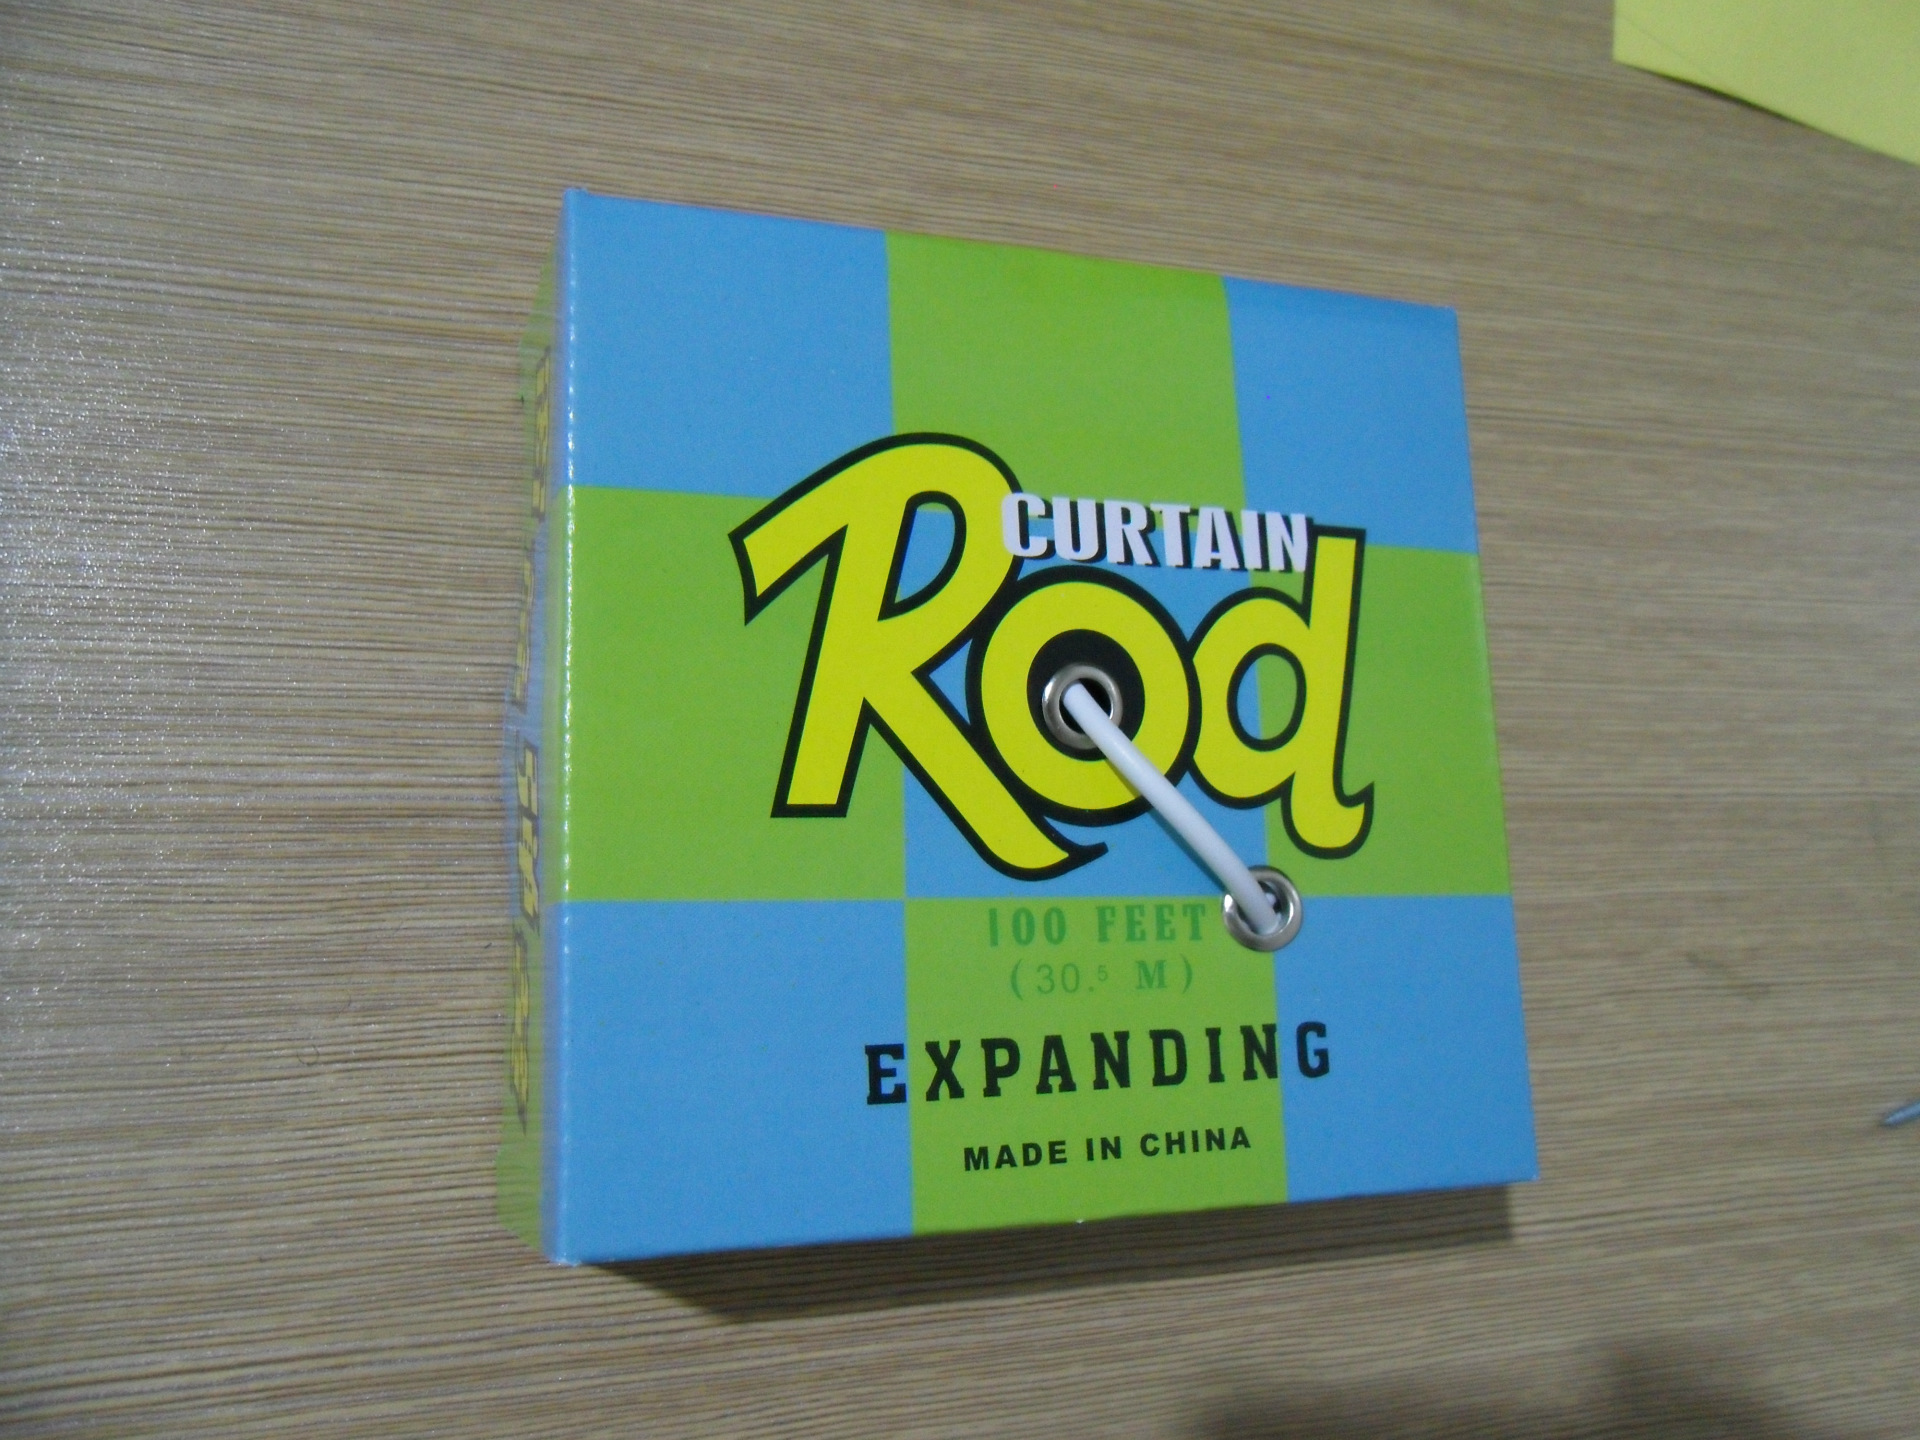 CURTAIN
Rod
100 FEET
(30.5 M)
EXPANDING
MADE IN CHINA